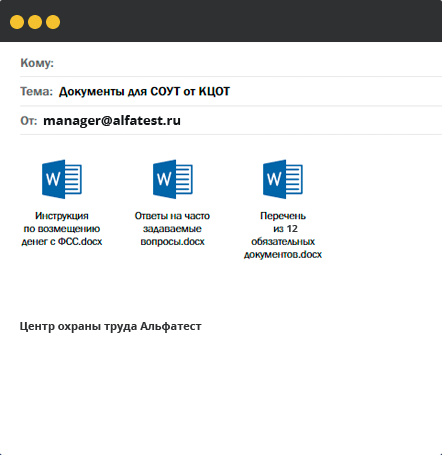 Кому:
Тема: Документы для СОУТ от КЦОТ
От: manager@alfatest.ru
W
W
W
Инструкция
по возмещению
денег с ФСС.docx
Ответы на часто
задаваемые
вопросы.docx
Перечень
из 12
обязательных
документов.docx
Центр охраны труда Альфатест